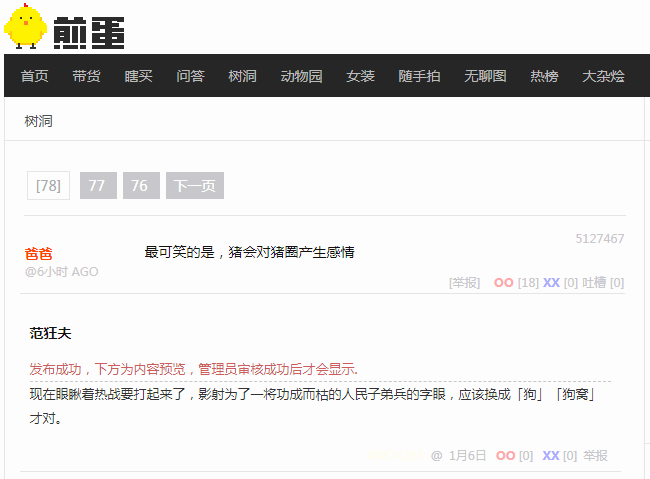 煎蛋
首页 带货 瞎买 问答 树洞 动物园 女装 随手拍 无聊图 热榜 大杂烩
树洞
[78] 77 76 下一页
5127467
爸爸 最可笑的是，猪会对猪圈产生感情
@6小时 AGO
[举报] OO [18] XX [0] 吐槽 [0]
范狂夫
发布成功，下方为内容预览，管理员审核成功后才会显示.
现在眼瞅着热战要打起来了，影射为了一将功成而枯的人民子弟兵的字眼，应该换成「狗」「狗窩」
才对。
@ 1月6日 OO [0] XX [0] 举报